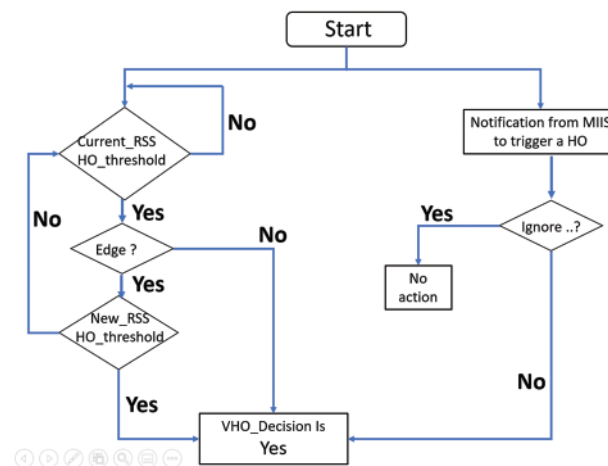 Start
No
Current_RSS
HO_threshold
Notification from MIIS
to trigger a HO
No
Yes
No
Yes
Ignore ..?
Edge ?
Yes
No
action
New_RSS
HO_threshold
No
Yes
VHO_Decision Is
Yes